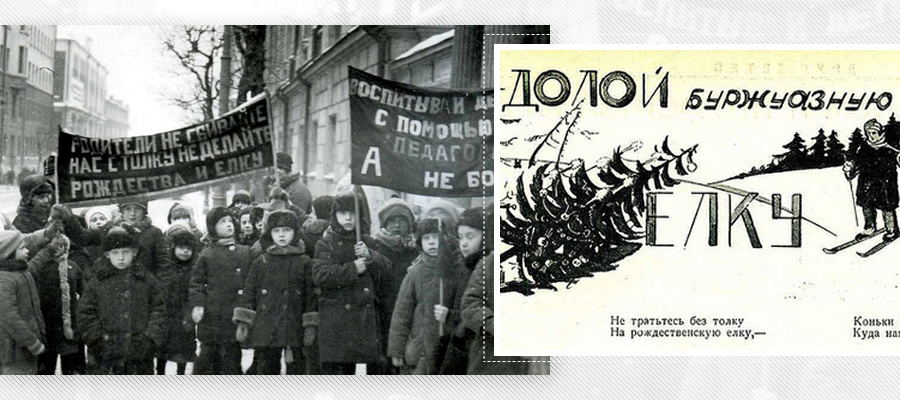 РОДИТЕЛИ НЕ СБИВАЙТЕ
НАС С ТОЛКУ НЕ ДЕЛАЙТЕ
РОЖДЕСТВА И ЕЛКУ
ВОСПИТЫВАЙ
С ПОМОЩЬЮ
ПЕДАГО
А НЕ БО
ДОЛОЙ БУРЖУАЗНУЮ
ЕЛКУ
Не тратьтесь без толку
На рождественскую елку,—
Коньки
Куда